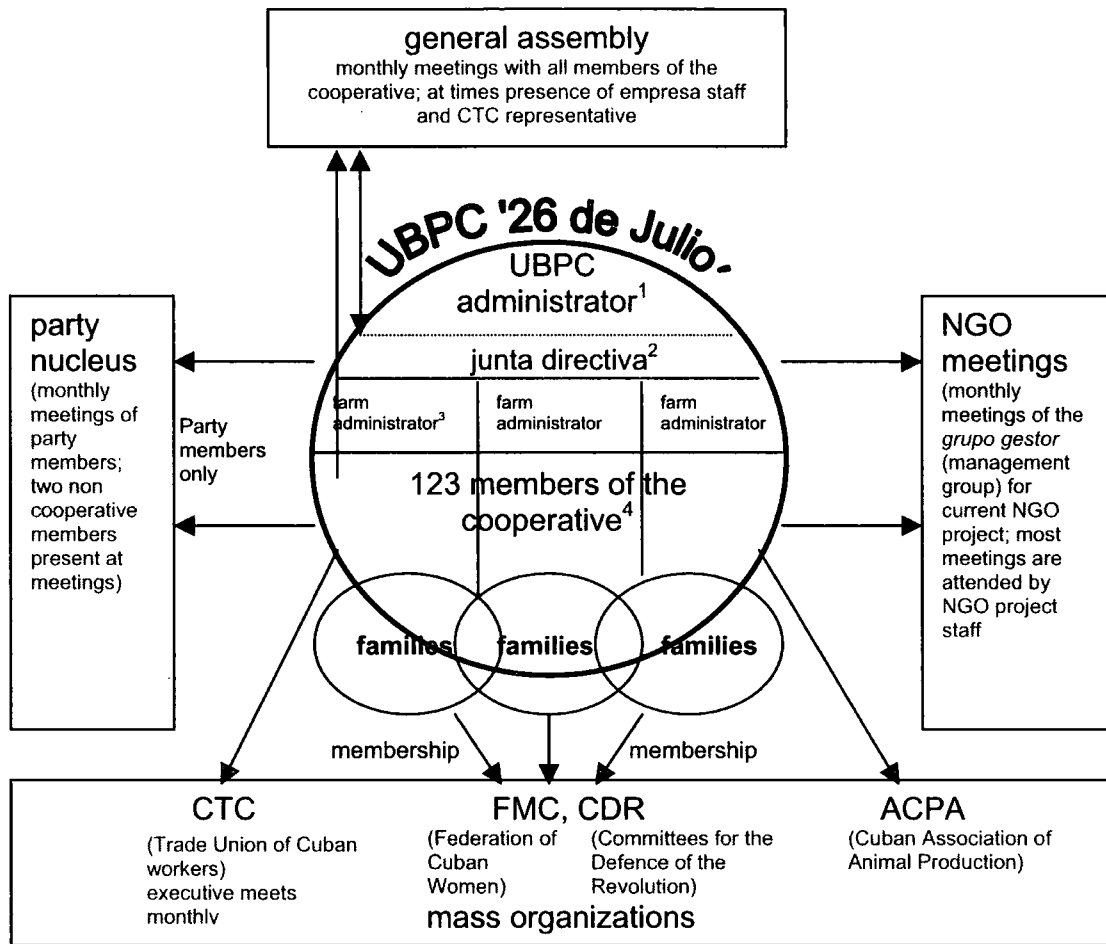 general assembly
monthly meetings with all members of the
cooperative; at times presence of empresa staff
and CTC representative
UBPC '26 de Julio'
UBPC
administrator¹
junta directiva²
farm
administrator³
farm
administrator
farm
administrator
123 members of the
cooperative⁴
families
families
families
party
nucleus
(monthly
meetings of
party
members;
two non
cooperative
members
present at
meetings)
Party
members
only
NGO
meetings
(monthly
meetings of the
grupo gestor
(management
group) for
current NGO
project; most
meetings are
attended by
NGO project
staff
membership
membership
CTC
(Trade Union of Cuban
workers)
executive meets
monthly
FMC, CDR
(Federation of
Cuban
Women)
(Committees for the
Defence of the
Revolution)
ACPA
(Cuban Association of
Animal Production)
mass organizations